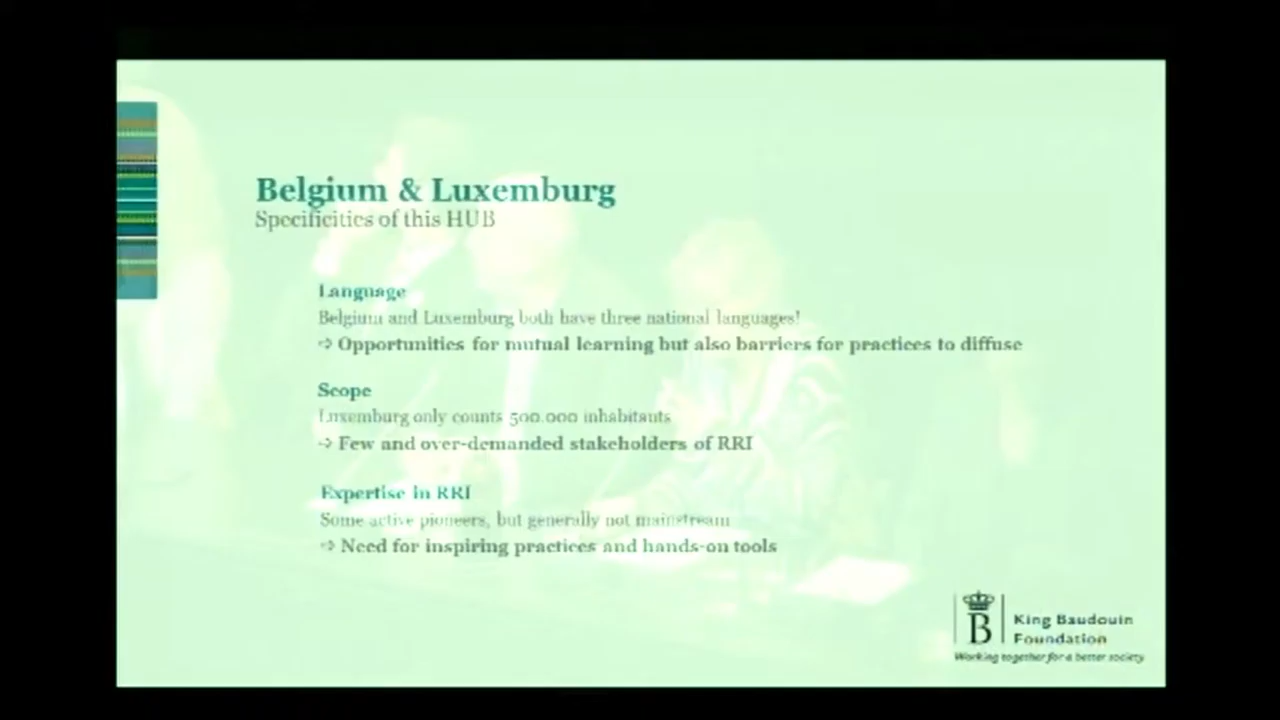 Belgium & Luxemburg
Specificities of this HUB
Language
Belgium and Luxemburg both have three national languages!
➩ Opportunities for mutual learning but also barriers for practices to diffuse
Scope
Luxemburg only counts 500.000 inhabitants
➩ Few and over-demanded stakeholders of RRI
Expertise in RRI
Some active pioneers, but generally not mainstream
➩ Need for inspiring practices and hands-on tools
B
King Baudouin
Foundation
Working together for a better society